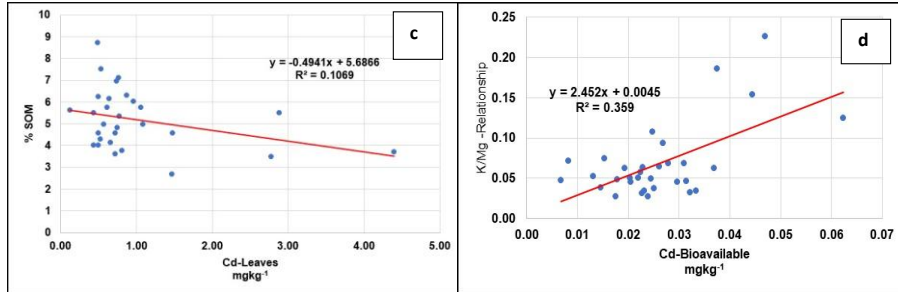 c
10
9
8
7
6
5
4
3
2
1
0
% SOM
y = -0.4941x + 5.6866
R² = 0.1069
0.00 1.00 2.00 3.00 4.00 5.00
Cd-Leaves
mgkg-1
d
0.25
0.20
0.15
0.10
0.05
0.00
K/Mg -Relationship
y = 2.452x + 0.0045
R² = 0.359
0.00 0.01 0.02 0.03 0.04 0.05 0.06 0.07
Cd-Bioavailable
mgkg-1